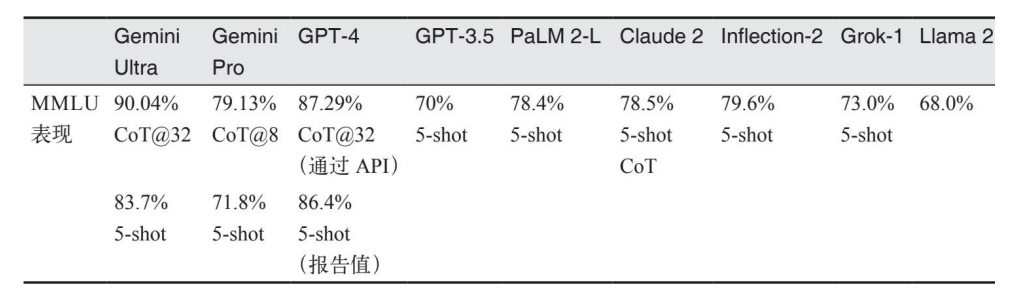 Gemini Gemini GPT-4 GPT-3.5 PaLM 2-L Claude 2 Inflection-2 Grok-1 Llama 2
Ultra Pro
MMLU 90.04% 79.13% 87.29% 70% 78.4% 78.5% 79.6% 73.0% 68.0%
表现 CoT@32 CoT@8 CoT@32 5-shot 5-shot 5-shot 5-shot 5-shot
（通过 API） CoT
83.7% 71.8% 86.4%
5-shot 5-shot 5-shot
（报告值）